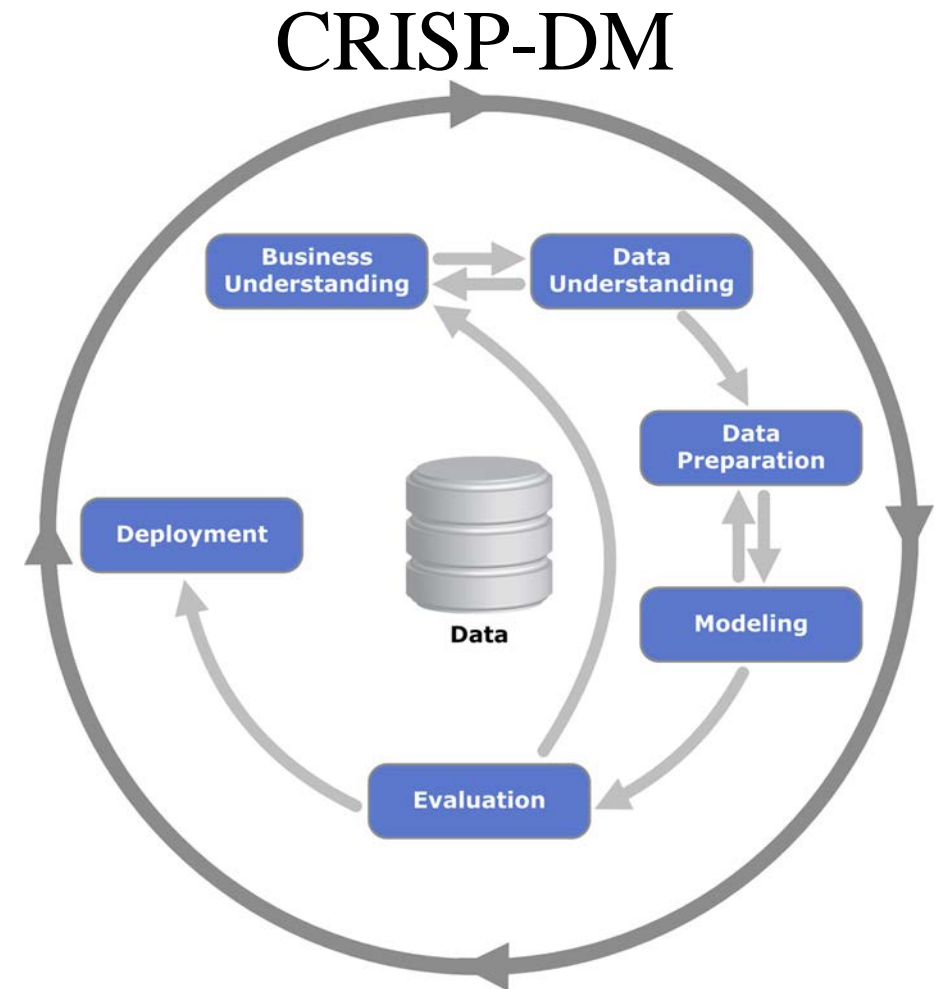 CRISP-DM
Business
Understanding
Data
Understanding
Data
Preparation
Deployment
Modeling
Data
Evaluation